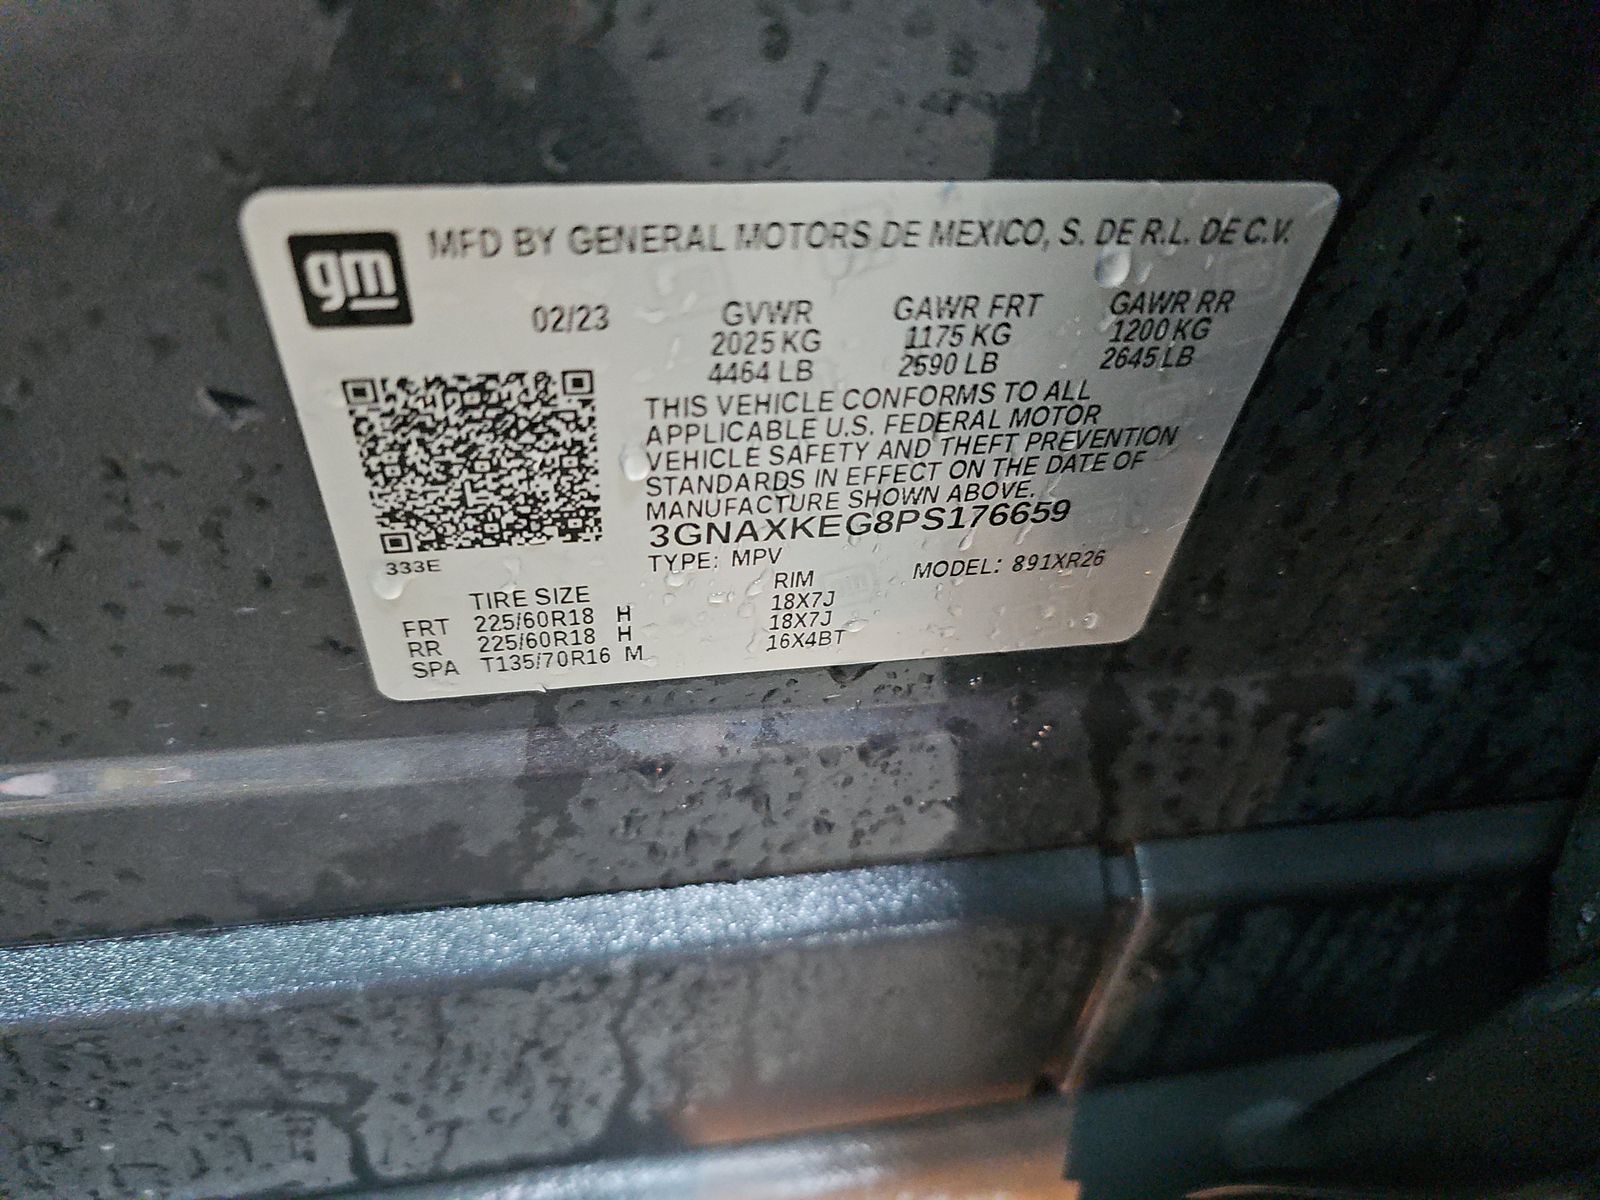 gm
MFD BY GENERAL MOTORS DE MEXICO, S. DE R.L. DE C.V.
02/23
GVWR GAWR FRT GAWR RR
2025 KG 1175 KG 1200 KG
4464 LB 2590 LB 2645 LB
THIS VEHICLE CONFORMS TO ALL
APPLICABLE U.S. FEDERAL MOTOR
VEHICLE SAFETY AND THEFT PREVENTION
STANDARDS IN EFFECT ON THE DATE OF
MANUFACTURE SHOWN ABOVE.
3GNAXKEG8PS176659
333E
TYPE: MPV MODEL: 891XR26
TIRE SIZE RIM
FRT 225/60R18 H 18X7J
RR 225/60R18 H 18X7J
SPA T135/70R16 M 16X4BT